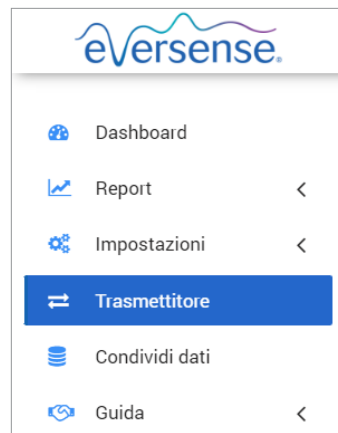 eversense.
Dashboard
Report
Impostazioni
Trasmettitore
Condividi dati
Guida